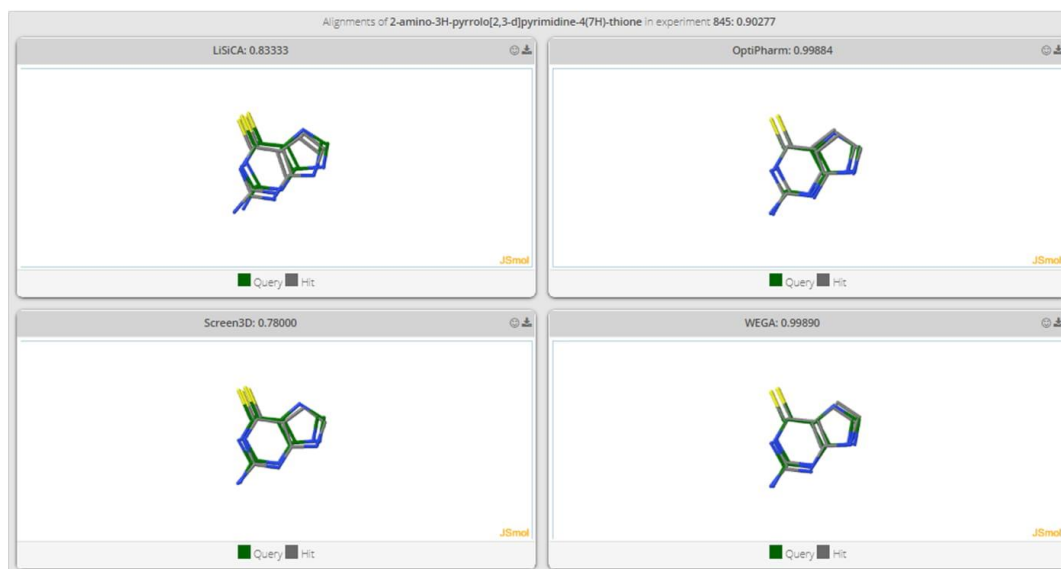 Alignments of 2-amino-3H-pyrrolo[2,3-d]pyrimidine-4(7H)-thione in experiment 845: 0.90277
LiSiCA: 0.83333
OptiPharm: 0.99884
JSmol
JSmol
Query Hit
Query Hit
Screen3D: 0.78000
WEGA: 0.99890
JSmol
JSmol
Query Hit
Query Hit